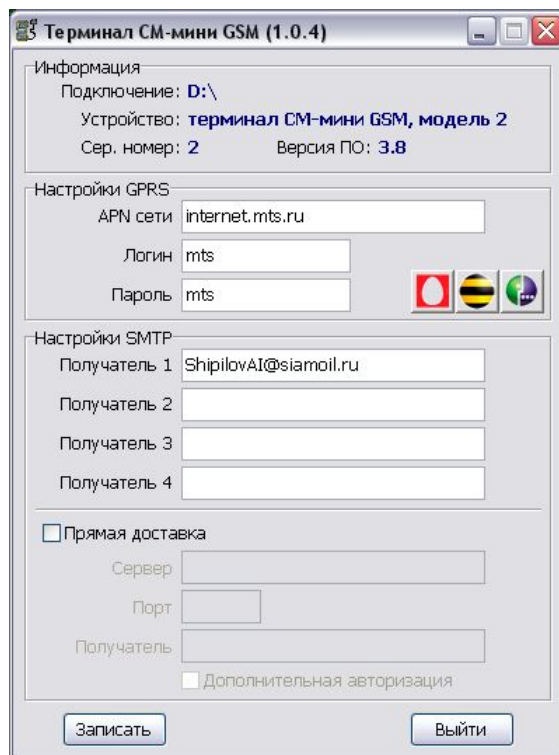 Терминал СМ-мини GSM (1.0.4)
Информация
Подключение: D:\
Устройство: терминал СМ-мини GSM, модель 2
Сер. номер: 2 Версия ПО: 3.8
Настройки GPRS
APN сети internet.mts.ru
Логин mts
Пароль mts
Настройки SMTP
Получатель 1 ShipilovAI@siamoil.ru
Получатель 2
Получатель 3
Получатель 4
Прямая доставка
Сервер
Порт
Получатель
Дополнительная авторизация
Записать Выйти